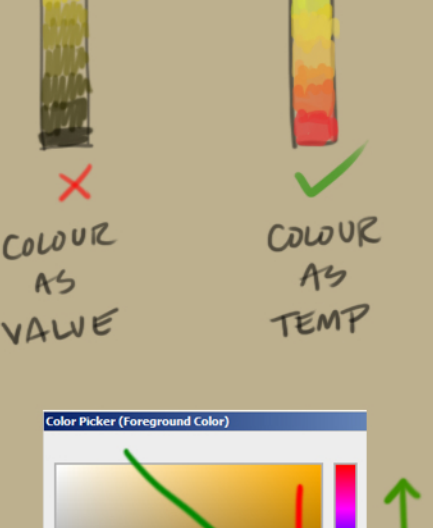 COLOUR
AS
VALUE
COLOUR
AS
TEMP
Color Picker (Foreground Color)